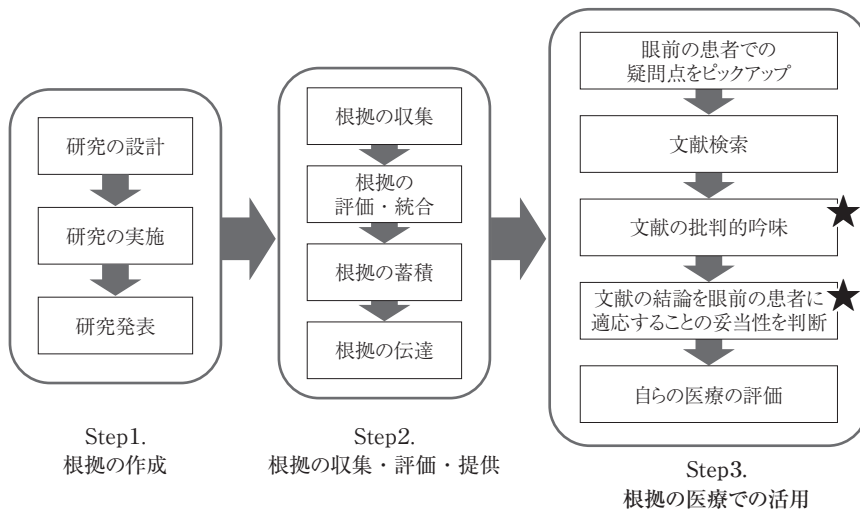 研究の設計
研究の実施
研究発表
Step1.
根拠の作成
根拠の収集
根拠の
評価・統合
根拠の蓄積
根拠の伝達
Step2.
根拠の収集・評価・提供
眼前の患者での
疑問点をピックアップ
文献検索
文献の批判的吟味
文献の結論を眼前の患者に
適応することの妥当性を判断
自らの医療の評価
Step3.
根拠の医療での活用